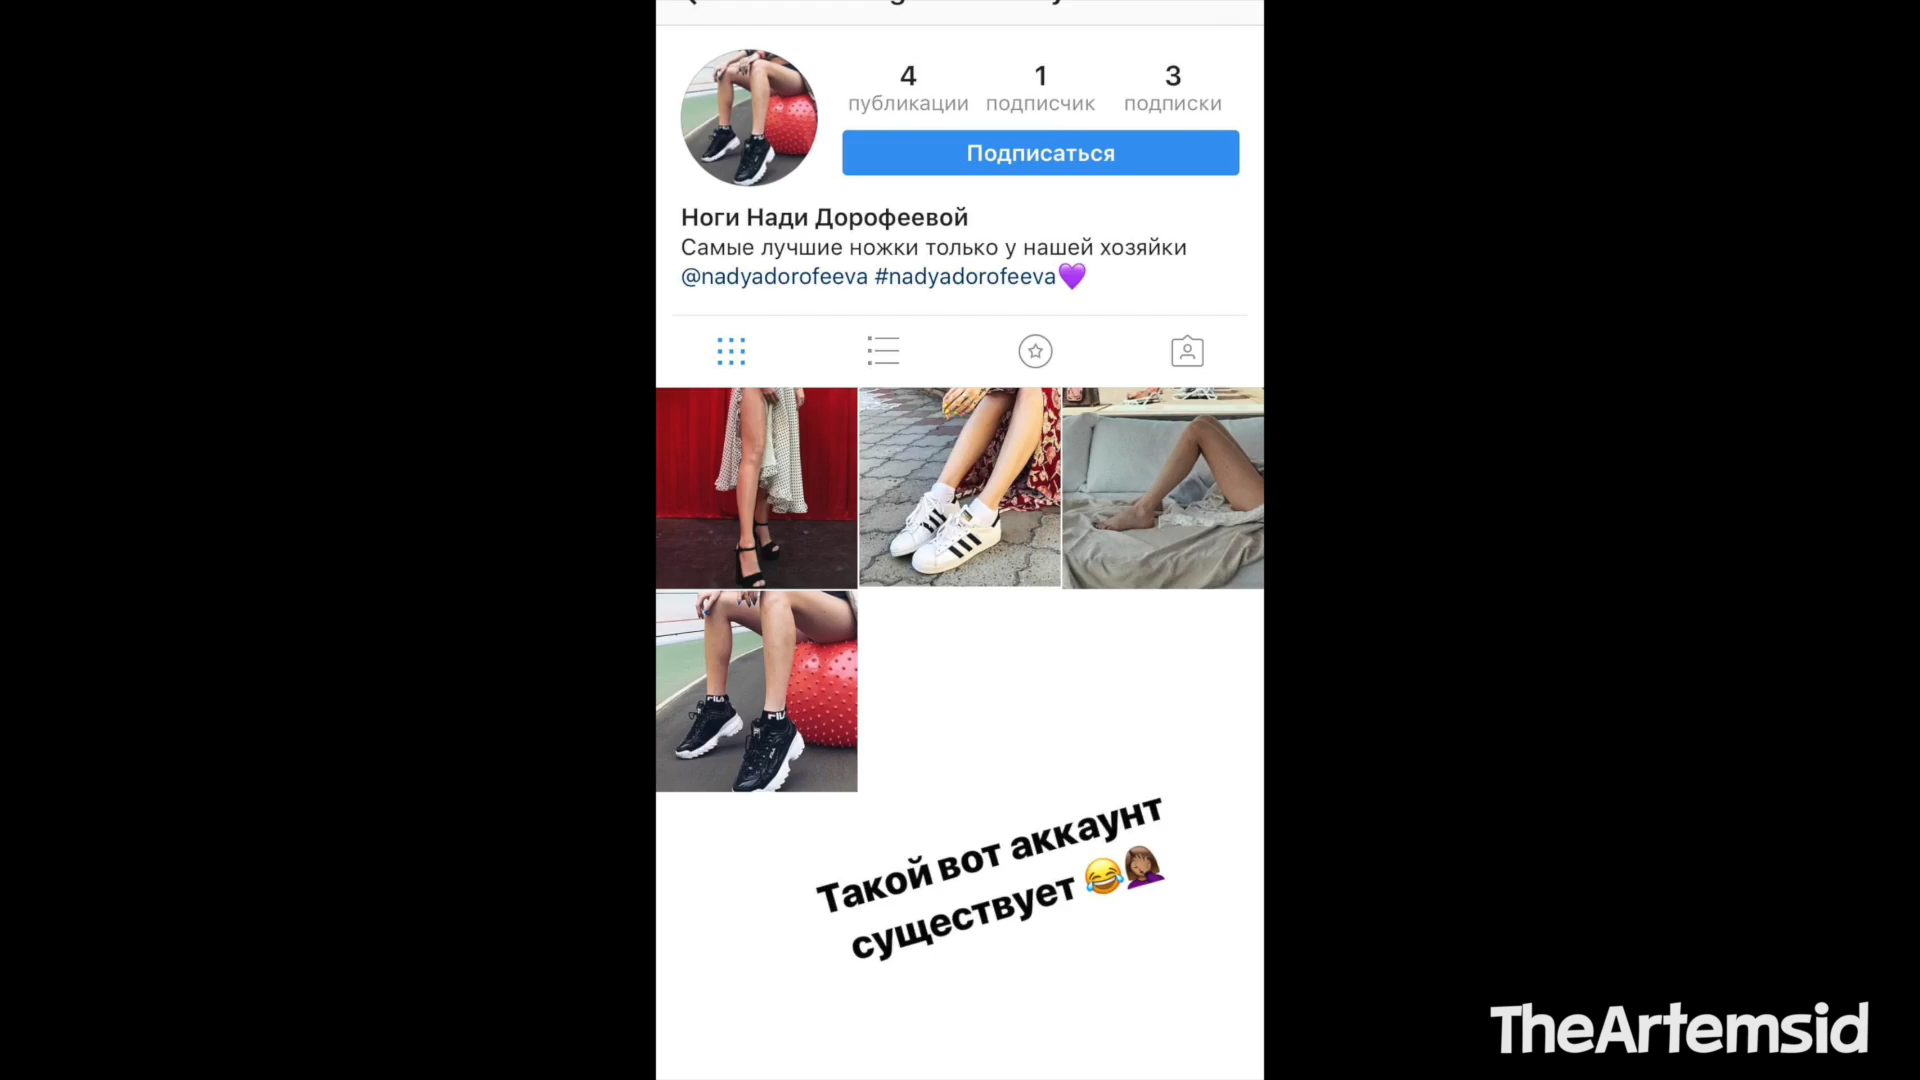 4 1 3
публикации подписчик подписки
Подписаться
Ноги Нади Дорофеевой
Самые лучшие ножки только у нашей хозяйки
@nadyadorofeeva #nadyadorofeeva💜
FILA
Такой вот аккаунт
существует 😂🤦🏽‍♀️
TheArtemsid